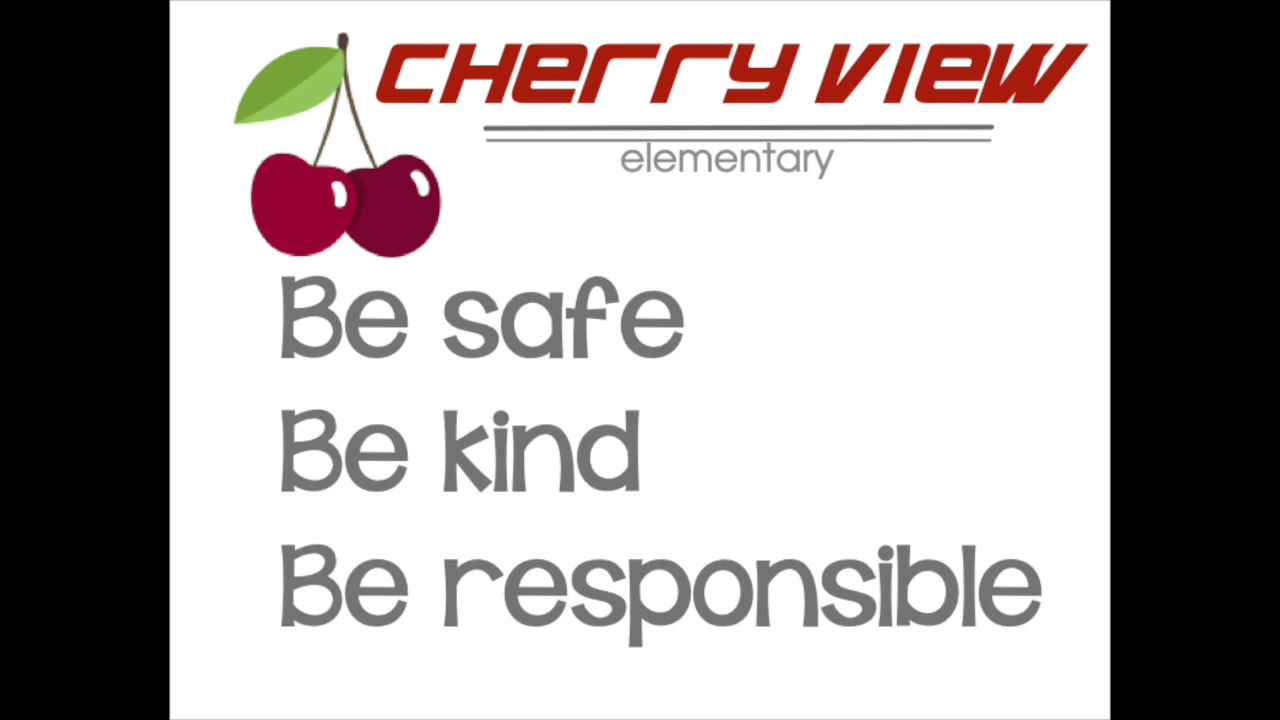 CHerry View
elementary
Be safe
Be kind
Be responsible